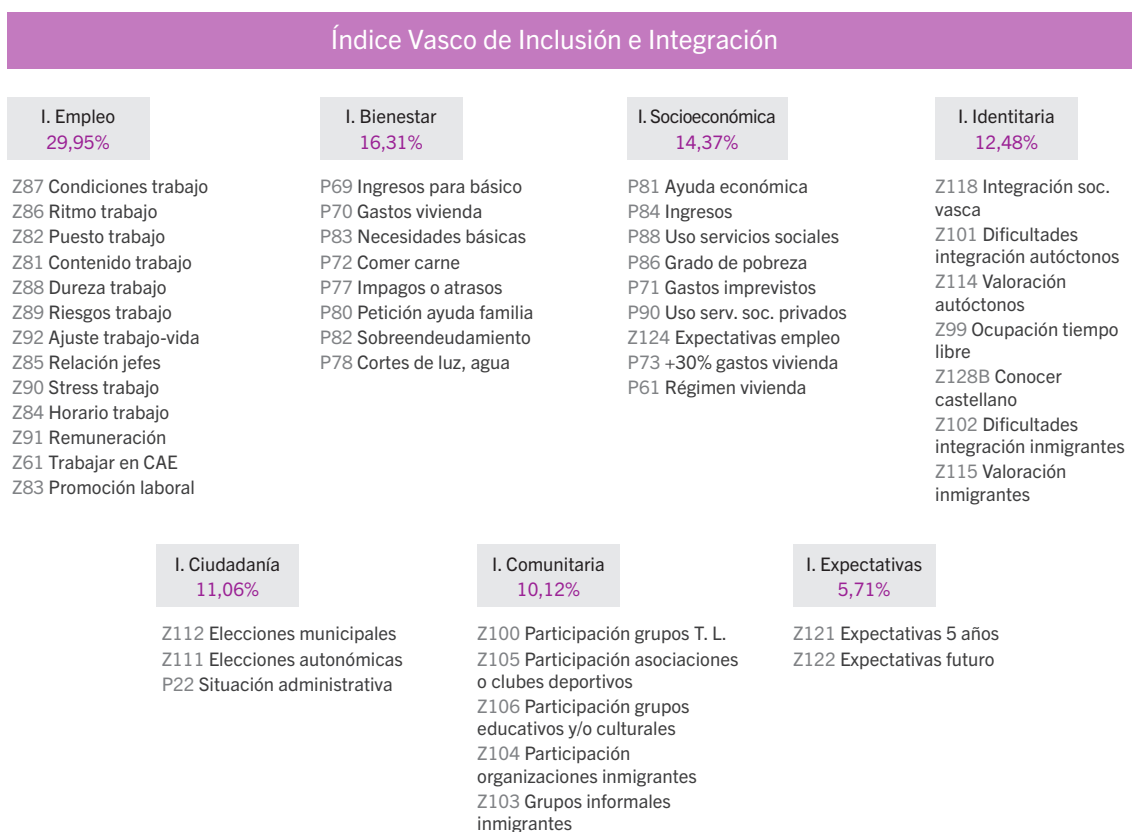 Índice Vasco de Inclusión e Integración
I. Empleo
29,95%
Z87 Condiciones trabajo
Z86 Ritmo trabajo
Z82 Puesto trabajo
Z81 Contenido trabajo
Z88 Dureza trabajo
Z89 Riesgos trabajo
Z92 Ajuste trabajo-vida
Z85 Relación jefes
Z90 Stress trabajo
Z84 Horario trabajo
Z91 Remuneración
Z61 Trabajar en CAE
Z83 Promoción laboral
I. Bienestar
16,31%
P69 Ingresos para básico
P70 Gastos vivienda
P83 Necesidades básicas
P72 Comer carne
P77 Impagos o atrasos
P80 Petición ayuda familia
P82 Sobreendeudamiento
P78 Cortes de luz, agua
I. Socioeconómica
14,37%
P81 Ayuda económica
P84 Ingresos
P88 Uso servicios sociales
P86 Grado de pobreza
P71 Gastos imprevistos
P90 Uso serv. soc. privados
Z124 Expectativas empleo
P73 +30% gastos vivienda
P61 Régimen vivienda
I. Identitaria
12,48%
Z118 Integración soc.
vasca
Z101 Dificultades
integración autóctonos
Z114 Valoración
autóctonos
Z99 Ocupación tiempo
libre
Z128B Conocer
castellano
Z102 Dificultades
integración inmigrantes
Z115 Valoración
inmigrantes
I. Ciudadanía
11,06%
Z112 Elecciones municipales
Z111 Elecciones autonómicas
P22 Situación administrativa
I. Comunitaria
10,12%
Z100 Participación grupos T. L.
Z105 Participación asociaciones
o clubes deportivos
Z106 Participación grupos
educativos y/o culturales
Z104 Participación
organizaciones inmigrantes
Z103 Grupos informales
inmigrantes
I. Expectativas
5,71%
Z121 Expectativas 5 años
Z122 Expectativas futuro